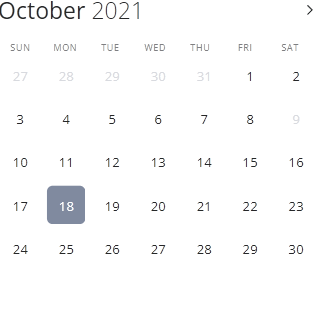 October 2021
SUN MON TUE WED THU FRI SAT
27 28 29 30 31 1 2
3 4 5 6 7 8 9
10 11 12 13 14 15 16
17 18 19 20 21 22 23
24 25 26 27 28 29 30